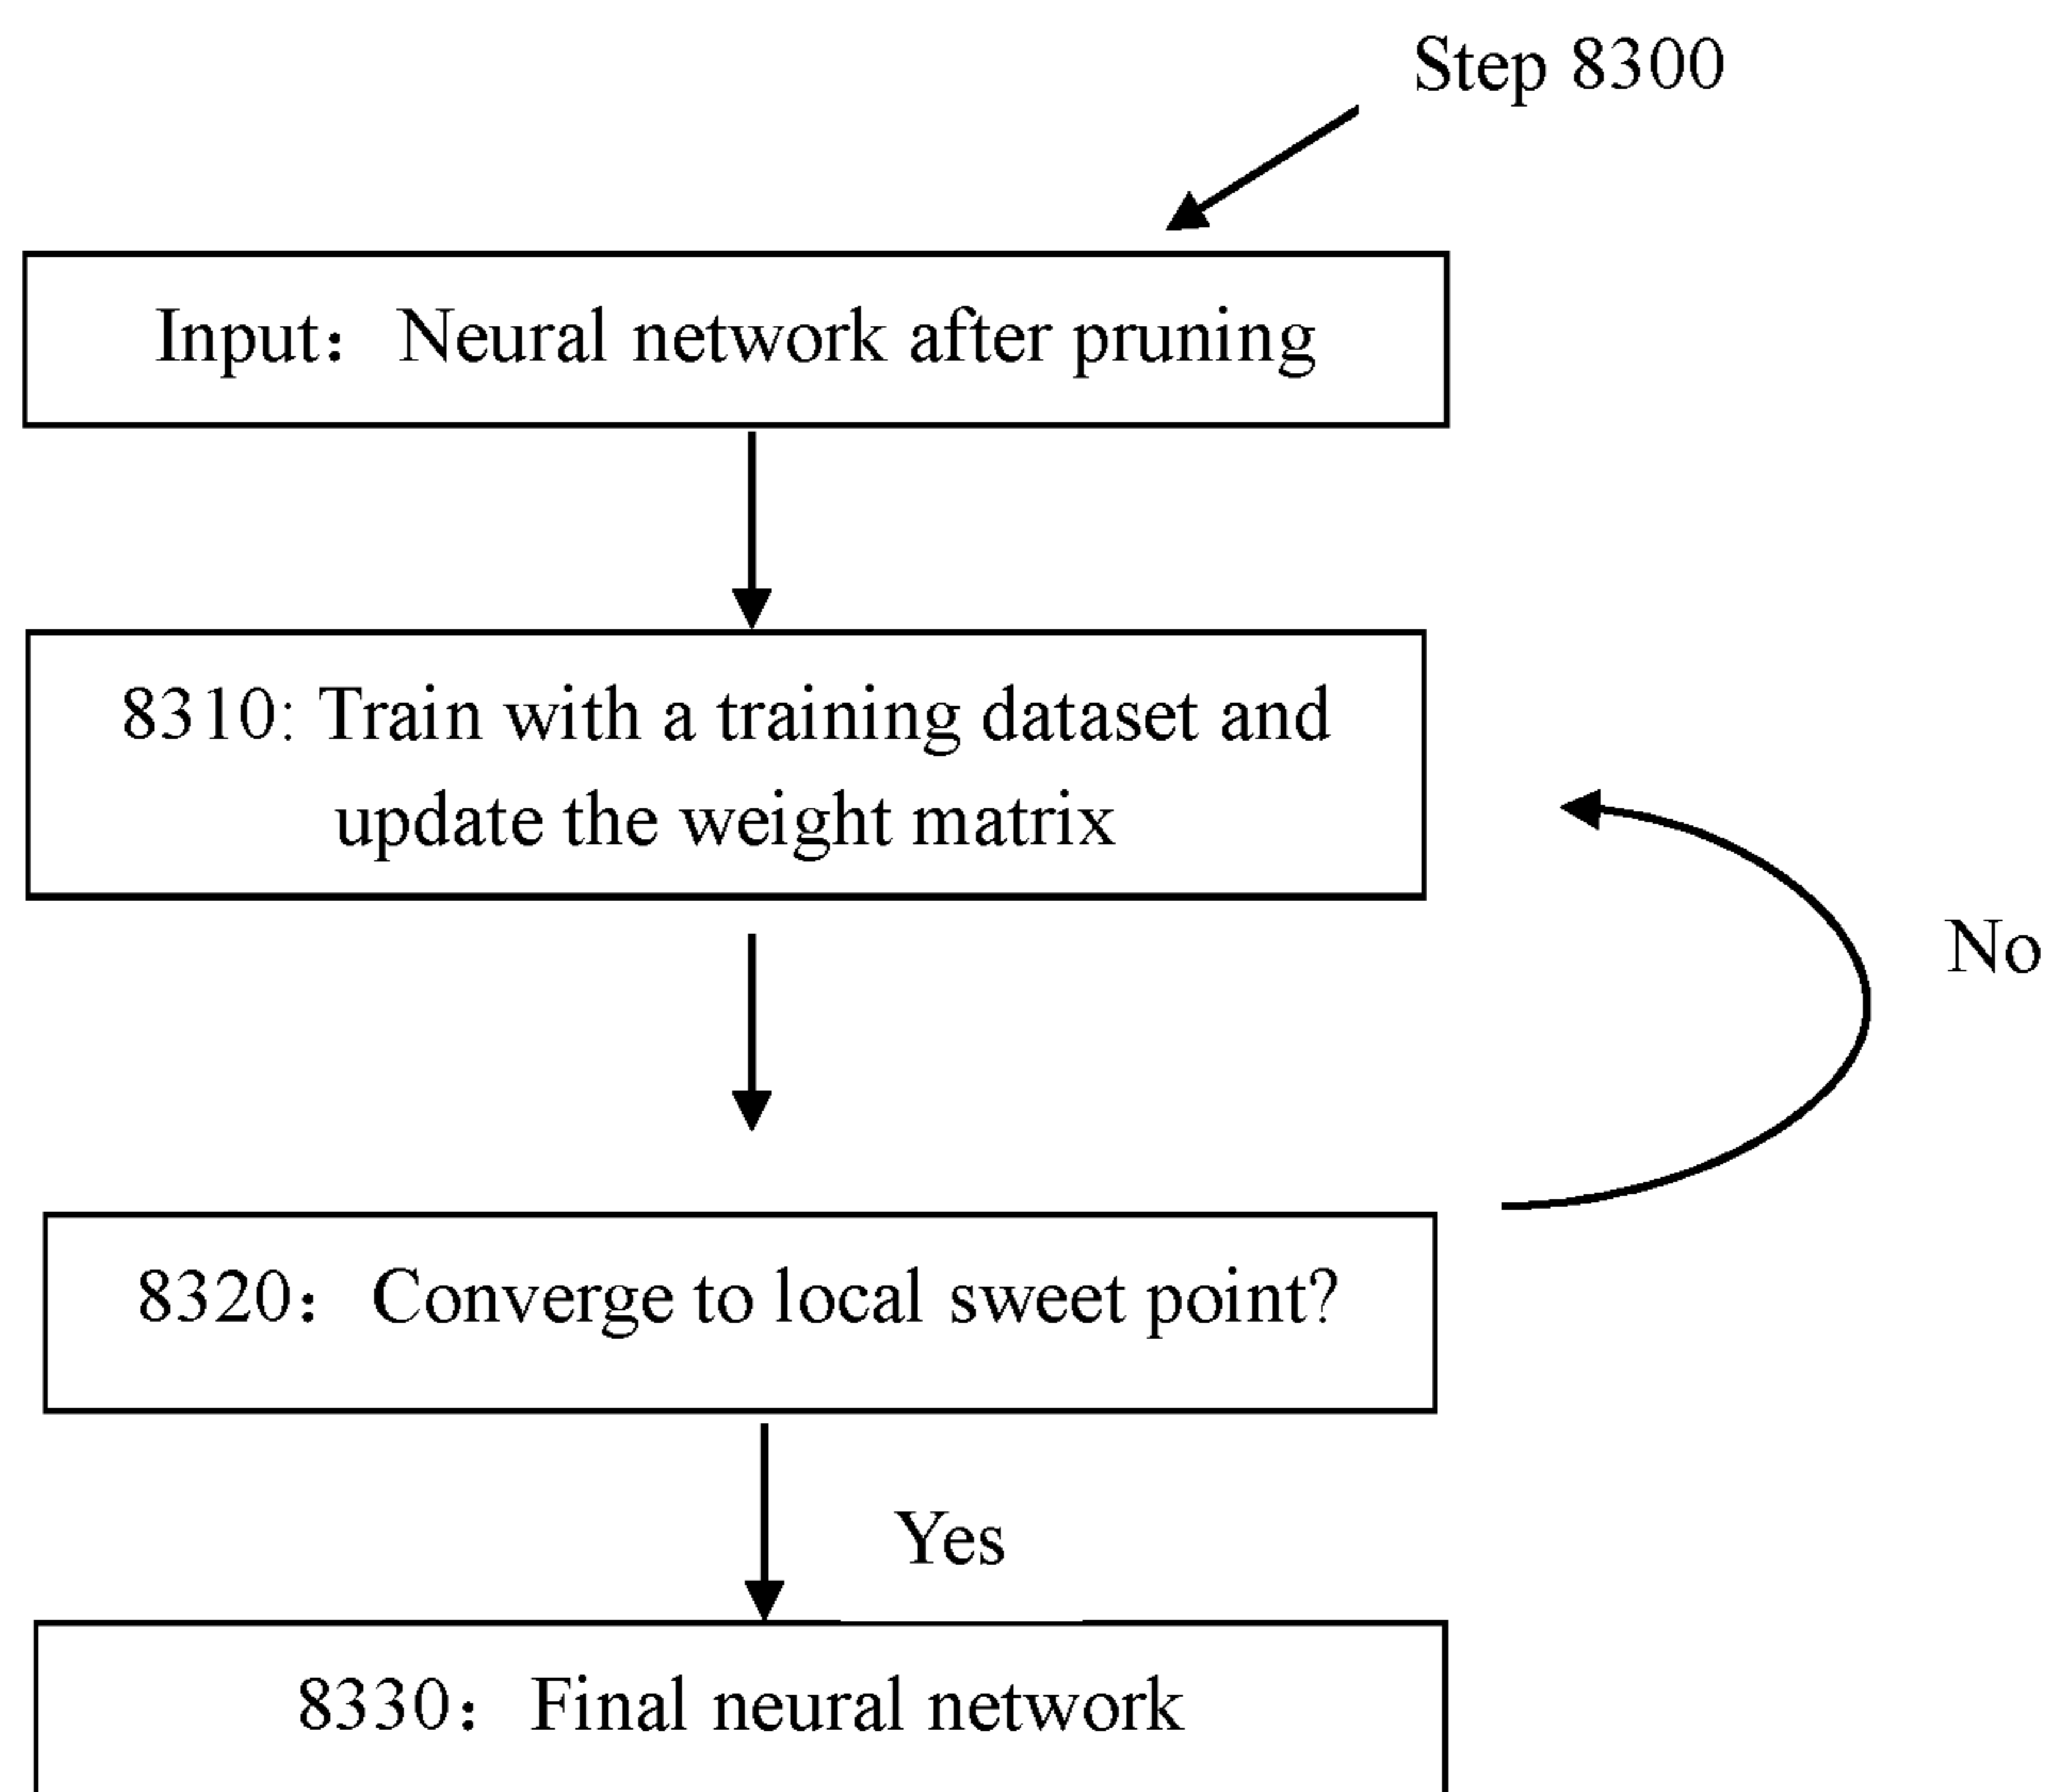 Step 8300
Input： Neural network after pruning
8310: Train with a training dataset and
update the weight matrix
No
8320： Converge to local sweet point?
Yes
8330： Final neural network